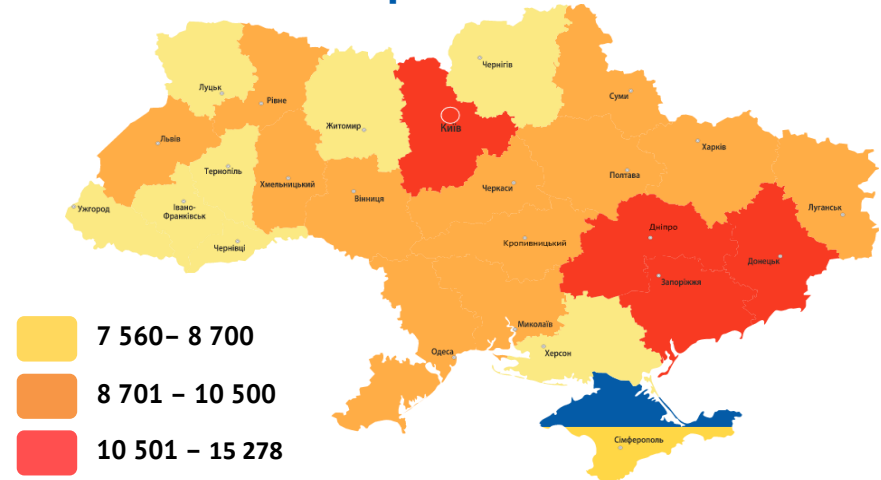 Чернігів
Луцьк
Рівне
Суми
Житомир
Київ
Львів
Харків
Тернопіль
Хмельницький
Вінниця
Черкаси
Полтава
Ужгород
Івано-
Франківськ
Луганськ
Чернівці
Дніпро
Кропивницький
Донецьк
Запоріжжя
Миколаїв
Одеса
Херсон
Сімферополь
7 560– 8 700
8 701 – 10 500
10 501 – 15 278